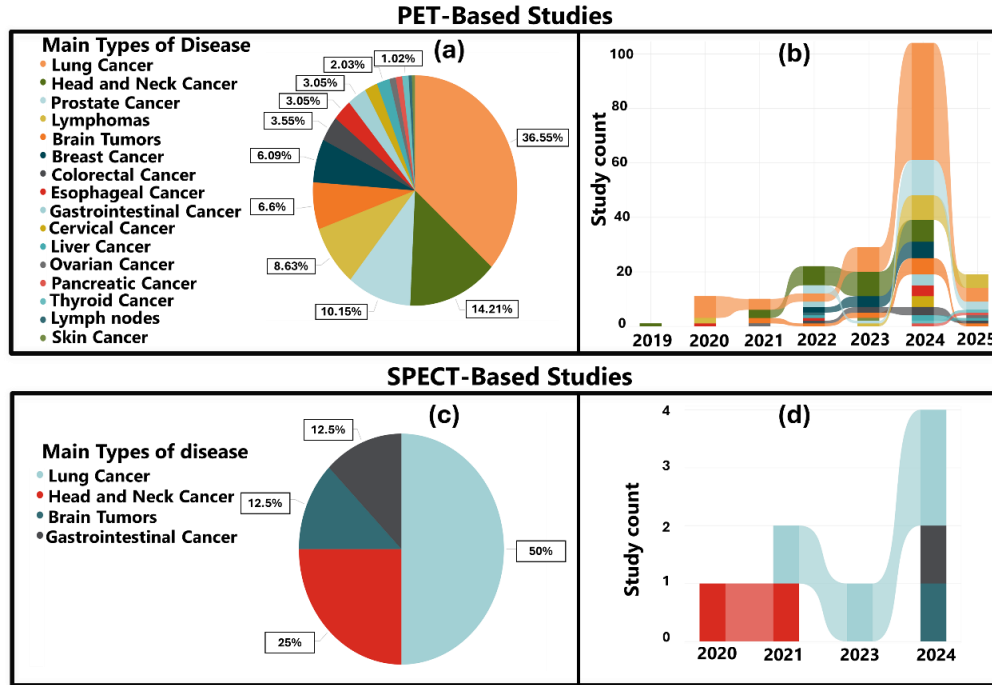 PET-Based Studies
Main Types of Disease
Lung Cancer
Head and Neck Cancer
Prostate Cancer
Lymphomas
Brain Tumors
Breast Cancer
Colorectal Cancer
Esophageal Cancer
Gastrointestinal Cancer
Cervical Cancer
Liver Cancer
Ovarian Cancer
Pancreatic Cancer
Thyroid Cancer
Lymph nodes
Skin Cancer
(a)
1.02%
2.03%
3.05%
3.05%
3.55%
6.09%
6.6%
8.63%
10.15%
14.21%
36.55%
(b)
Study count
100
80
60
40
20
0
2019 2020 2021 2022 2023 2024 2025
SPECT-Based Studies
Main Types of disease
Lung Cancer
Head and Neck Cancer
Brain Tumors
Gastrointestinal Cancer
(c)
12.5%
12.5%
25%
50%
(d)
Study count
4
3
2
1
0
2020 2021 2023 2024